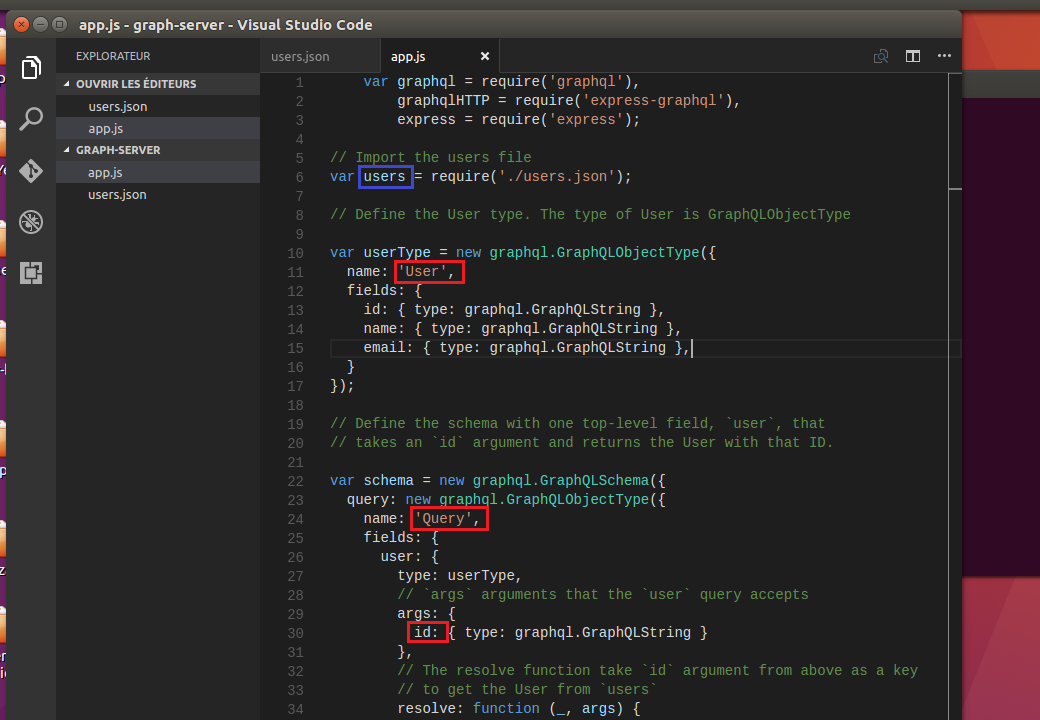 app.js - graph-server - Visual Studio Code
EXPLORATEUR
OUVRIR LES ÉDITEURS
users.json
app.js
GRAPH-SERVER
app.js
users.json
users.json
app.js
1 var graphql = require('graphql'),
2 graphqlHTTP = require('express-graphql'),
3 express = require('express');
4
5 // Import the users file
6 var users = require('./users.json');
7
8 // Define the User type. The type of User is GraphQLObjectType
9
10 var userType = new graphql.GraphQLObjectType({
11 name: 'User',
12 fields: {
13 id: { type: graphql.GraphQLString },
14 name: { type: graphql.GraphQLString },
15 email: { type: graphql.GraphQLString },
16 }
17 });
18
19 // Define the schema with one top-level field, `user`, that
20 // takes an `id` argument and returns the User with that ID.
21
22 var schema = new graphql.GraphQLSchema({
23 query: new graphql.GraphQLObjectType({
24 name: 'Query',
25 fields: {
26 user: {
27 type: userType,
28 // `args` arguments that the `user` query accepts
29 args: {
30 id: { type: graphql.GraphQLString }
31 },
32 // The resolve function take `id` argument from above as a key
33 // to get the User from `users`
34 resolve: function (_, args) {